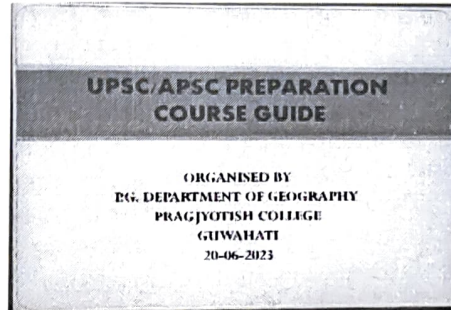 UPSC/APSC PREPARATION
COURSE GUIDE
ORGANISED BY
P.G. DEPARTMENT OF GEOGRAPHY
PRAGJYOTISH COLLEGE
GUWAHATI
20-06-2023